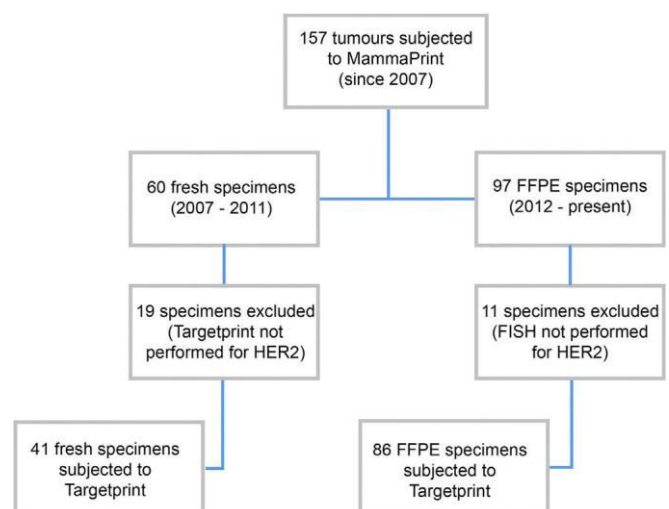 157 tumours subjected
to MammaPrint
(since 2007)
60 fresh specimens
(2007 - 2011)
97 FFPE specimens
(2012 - present)
19 specimens excluded
(Targetprint not
performed for HER2)
11 specimens excluded
(FISH not performed
for HER2)
41 fresh specimens
subjected to
Targetprint
86 FFPE specimens
subjected to
Targetprint